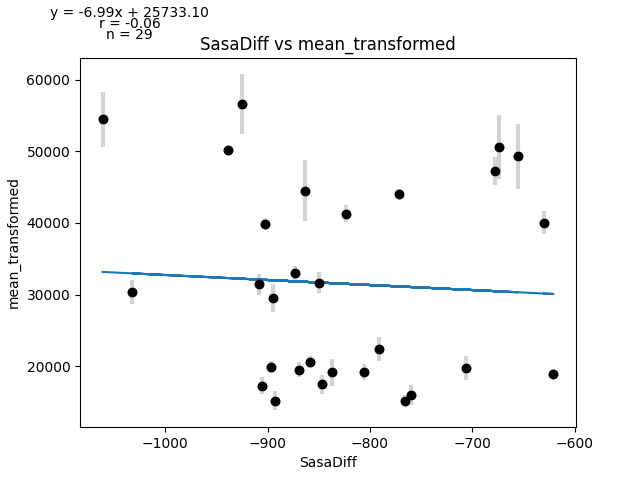 y = -6.99x + 25733.10
r = -0.06
n = 29
SasaDiff vs mean_transformed
60000
50000
40000
30000
20000
mean_transformed
−1000
−900
−800
−700
−600
SasaDiff